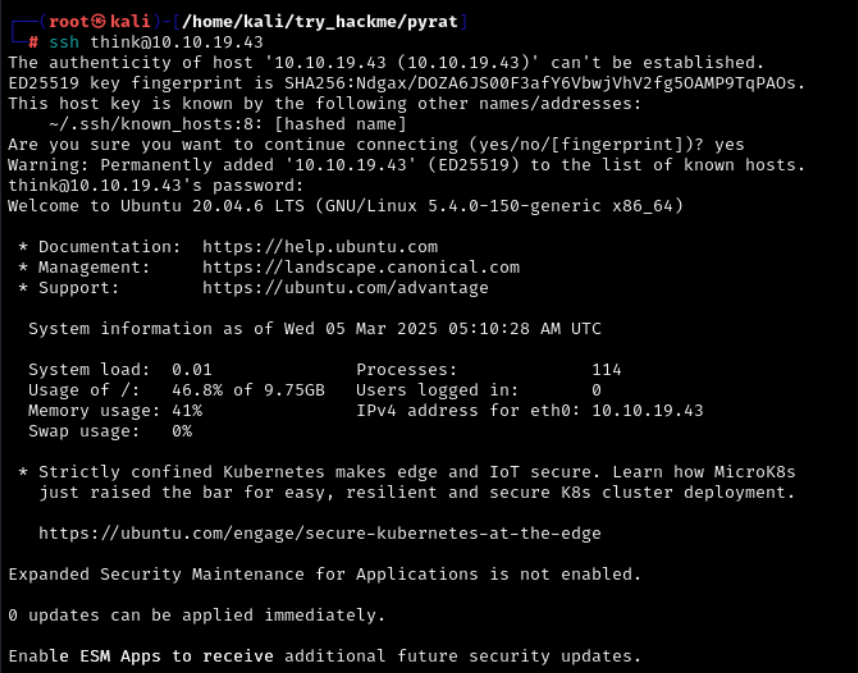 ┌──(root㉿kali)-[/home/kali/try_hackme/pyrat]
└─# ssh think@10.10.19.43
The authenticity of host '10.10.19.43 (10.10.19.43)' can't be established.
ED25519 key fingerprint is SHA256:Ndgax/DOZA6JS00F3afY6VbwjVhV2fg5OAMP9TqPAOs.
This host key is known by the following other names/addresses:
    ~/.ssh/known_hosts:8: [hashed name]
Are you sure you want to continue connecting (yes/no/[fingerprint])? yes
Warning: Permanently added '10.10.19.43' (ED25519) to the list of known hosts.
think@10.10.19.43's password:
Welcome to Ubuntu 20.04.6 LTS (GNU/Linux 5.4.0-150-generic x86_64)

 * Documentation:  https://help.ubuntu.com
 * Management:     https://landscape.canonical.com
 * Support:        https://ubuntu.com/advantage

  System information as of Wed 05 Mar 2025 05:10:28 AM UTC

  System load:  0.01              Processes:             114
  Usage of /:   46.8% of 9.75GB   Users logged in:       0
  Memory usage: 41%               IPv4 address for eth0: 10.10.19.43
  Swap usage:   0%

 * Strictly confined Kubernetes makes edge and IoT secure. Learn how MicroK8s
   just raised the bar for easy, resilient and secure K8s cluster deployment.

   https://ubuntu.com/engage/secure-kubernetes-at-the-edge

Expanded Security Maintenance for Applications is not enabled.

0 updates can be applied immediately.

Enable ESM Apps to receive additional future security updates.